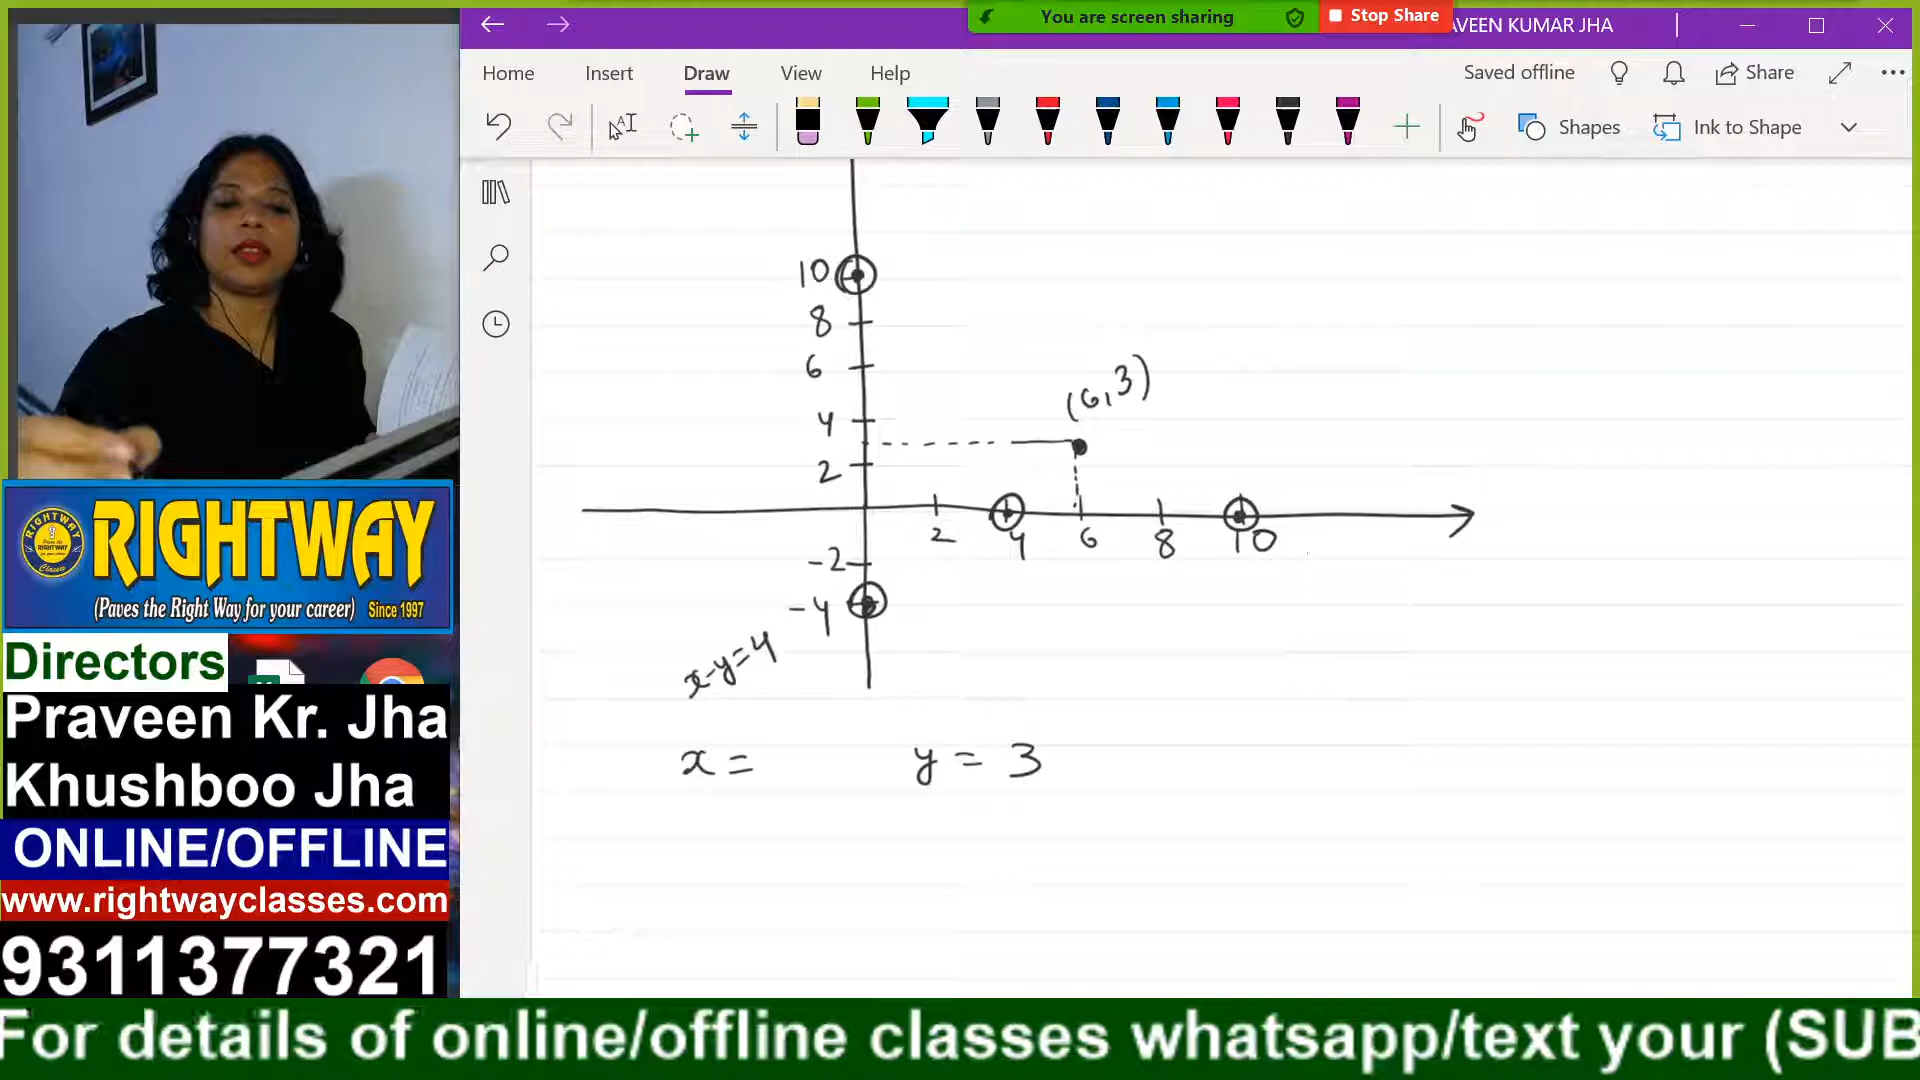 You are screen sharing
Stop Share
AVEEN KUMAR JHA
Home Insert Draw View Help
Saved offline
Share
Shapes
Ink to Shape
10
8
6
4
2
(6,3)
2 4 6 8 10
-2
-4
x-y=4
x = y = 3
RIGHTWAY
(Paves the Right Way for your career) Since 1997
Directors
Praveen Kr. Jha
Khushboo Jha
ONLINE/OFFLINE
www.rightwayclasses.com
9311377321
For details of online/offline classes whatsapp/text your (SUB